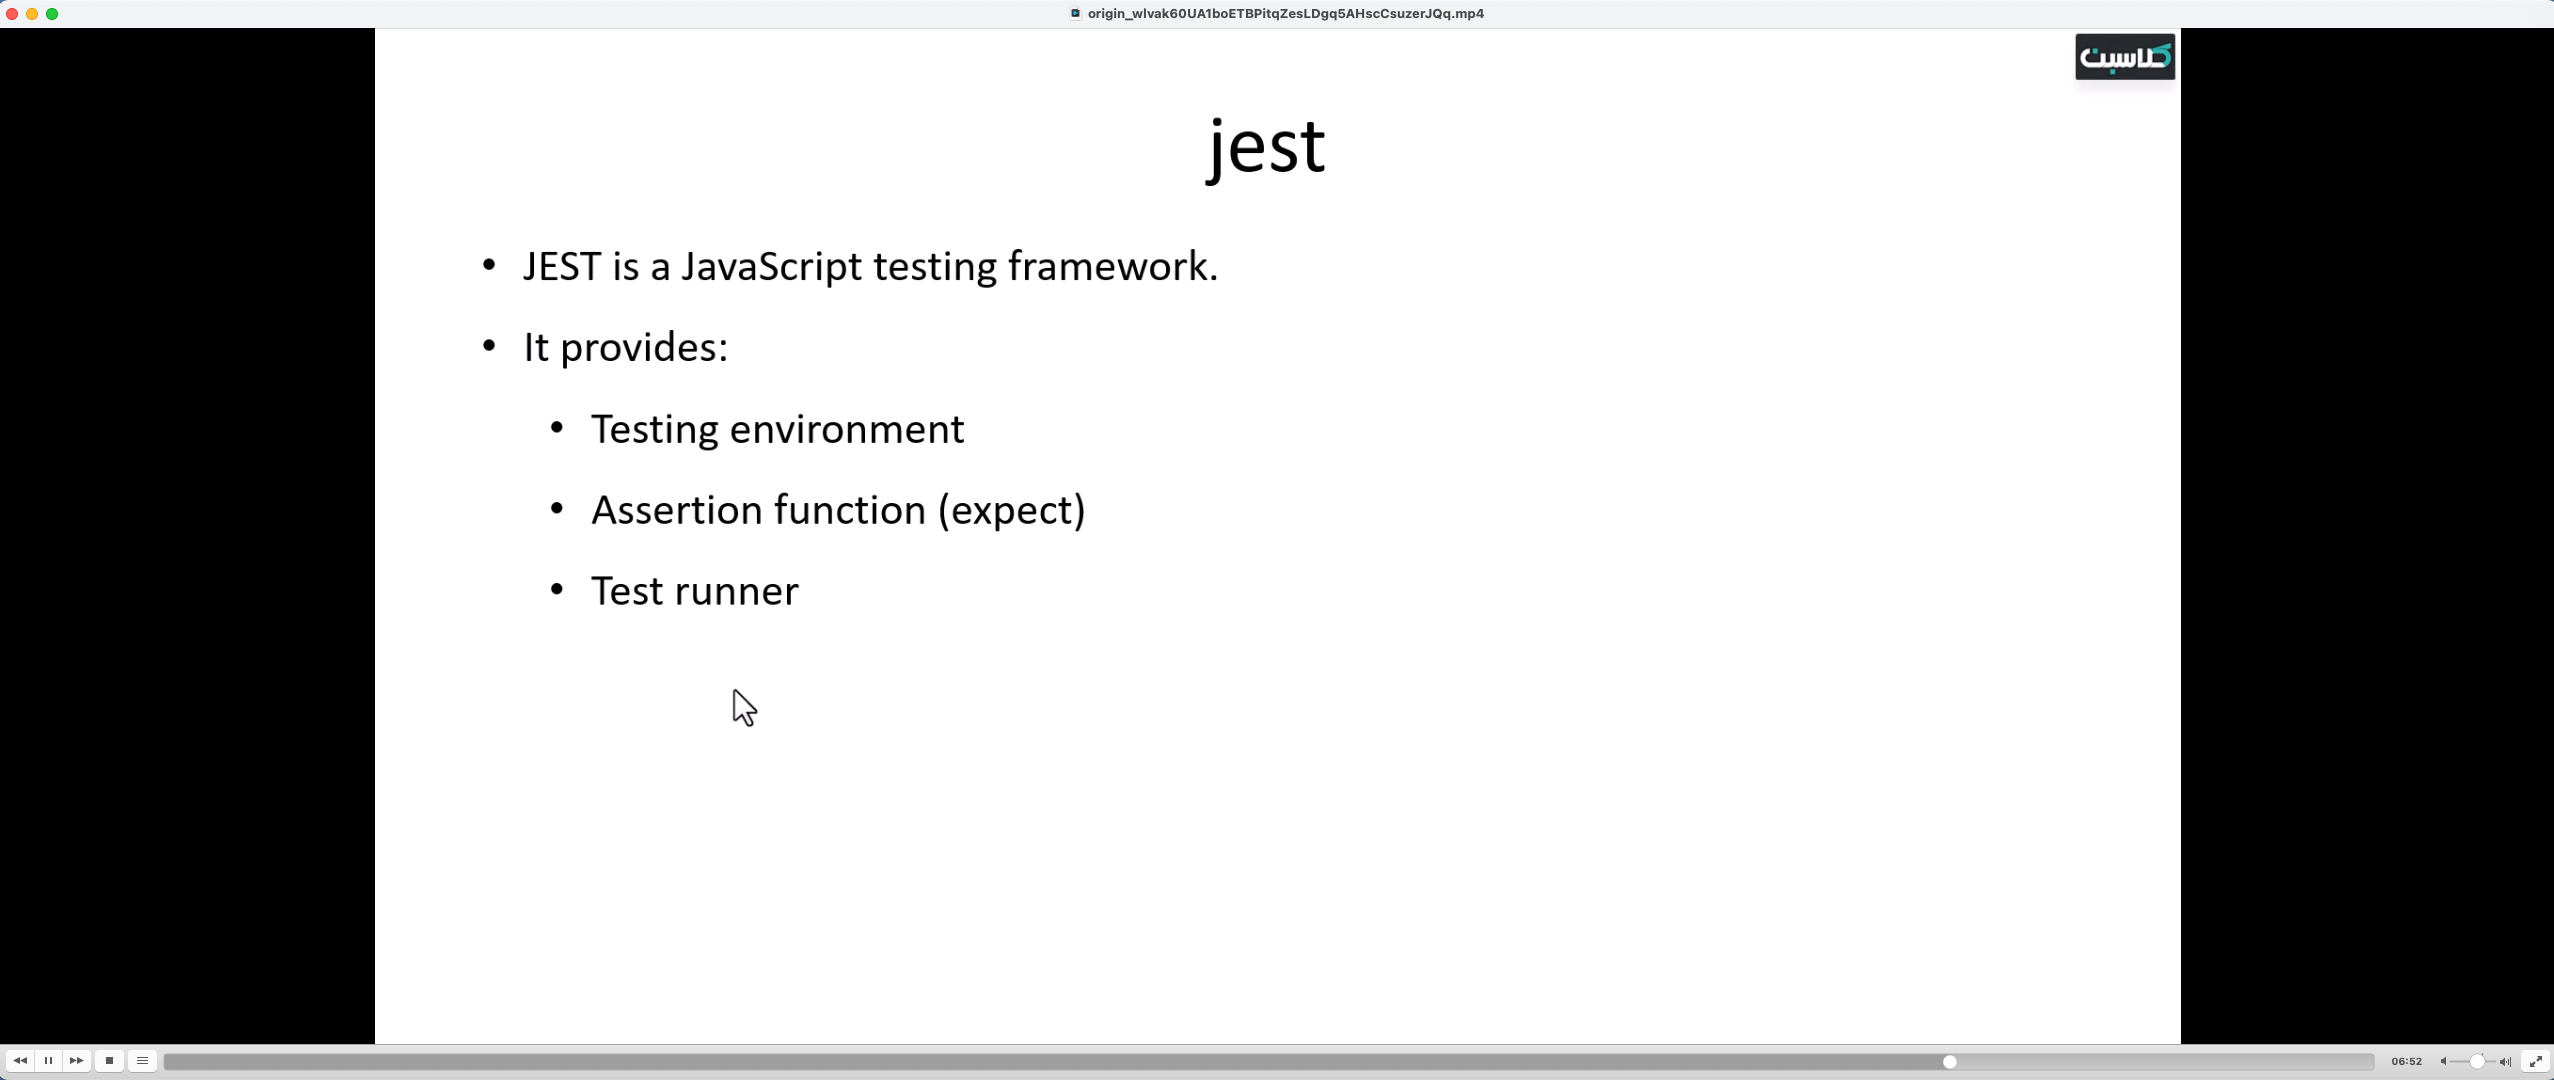 origin_wlvak60UA1boETBPitqZesLDgq5AHscCsuzerJQq.mp4
کلاسبن
jest
• JEST is a JavaScript testing framework.
• It provides:
• Testing environment
• Assertion function (expect)
• Test runner
06:52